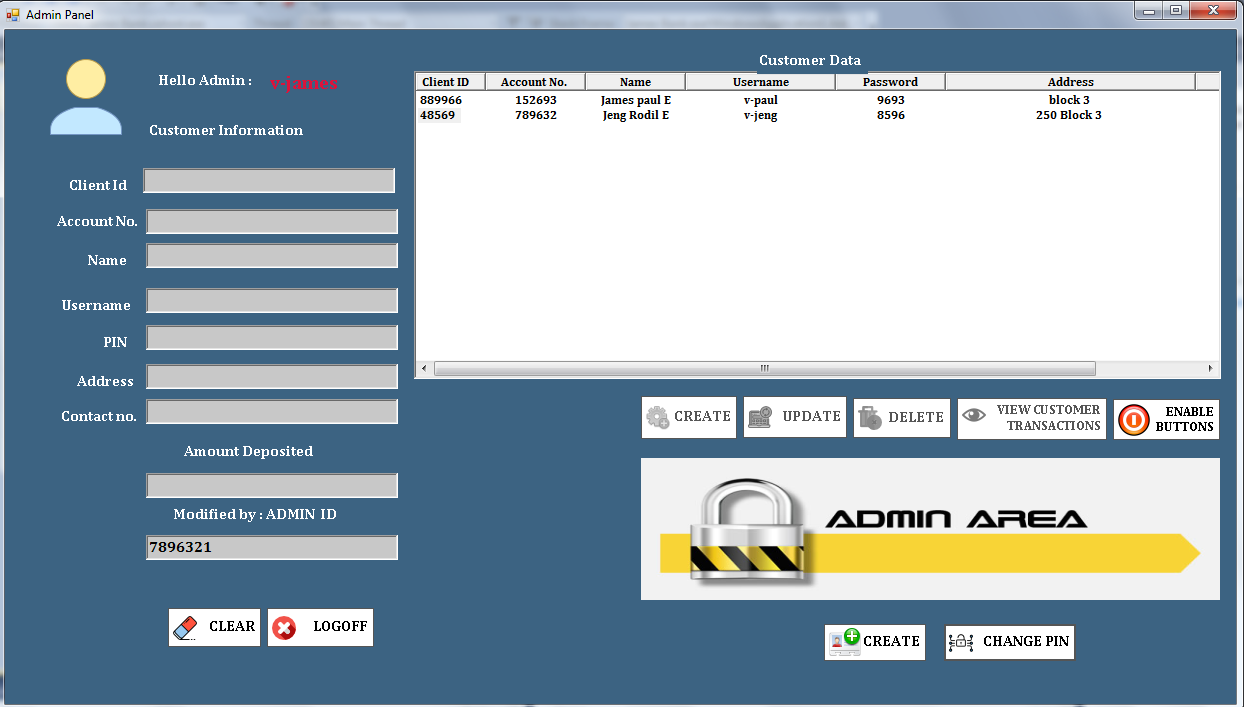 Admin Panel
Hello Admin : v-james
Customer Information
Client Id
Account No.
Name
Username
PIN
Address
Contact no.
Amount Deposited
Modified by : ADMIN ID
7896321
CLEAR
LOGOFF
Customer Data
Client ID Account No. Name Username Password Address
889966 152693 James paul E v-paul 9693 block 3
48569 789632 Jeng Rodil E v-jeng 8596 250 Block 3
CREATE
UPDATE
DELETE
VIEW CUSTOMER
TRANSACTIONS
ENABLE
BUTTONS
ADMIN AREA
CREATE
CHANGE PIN